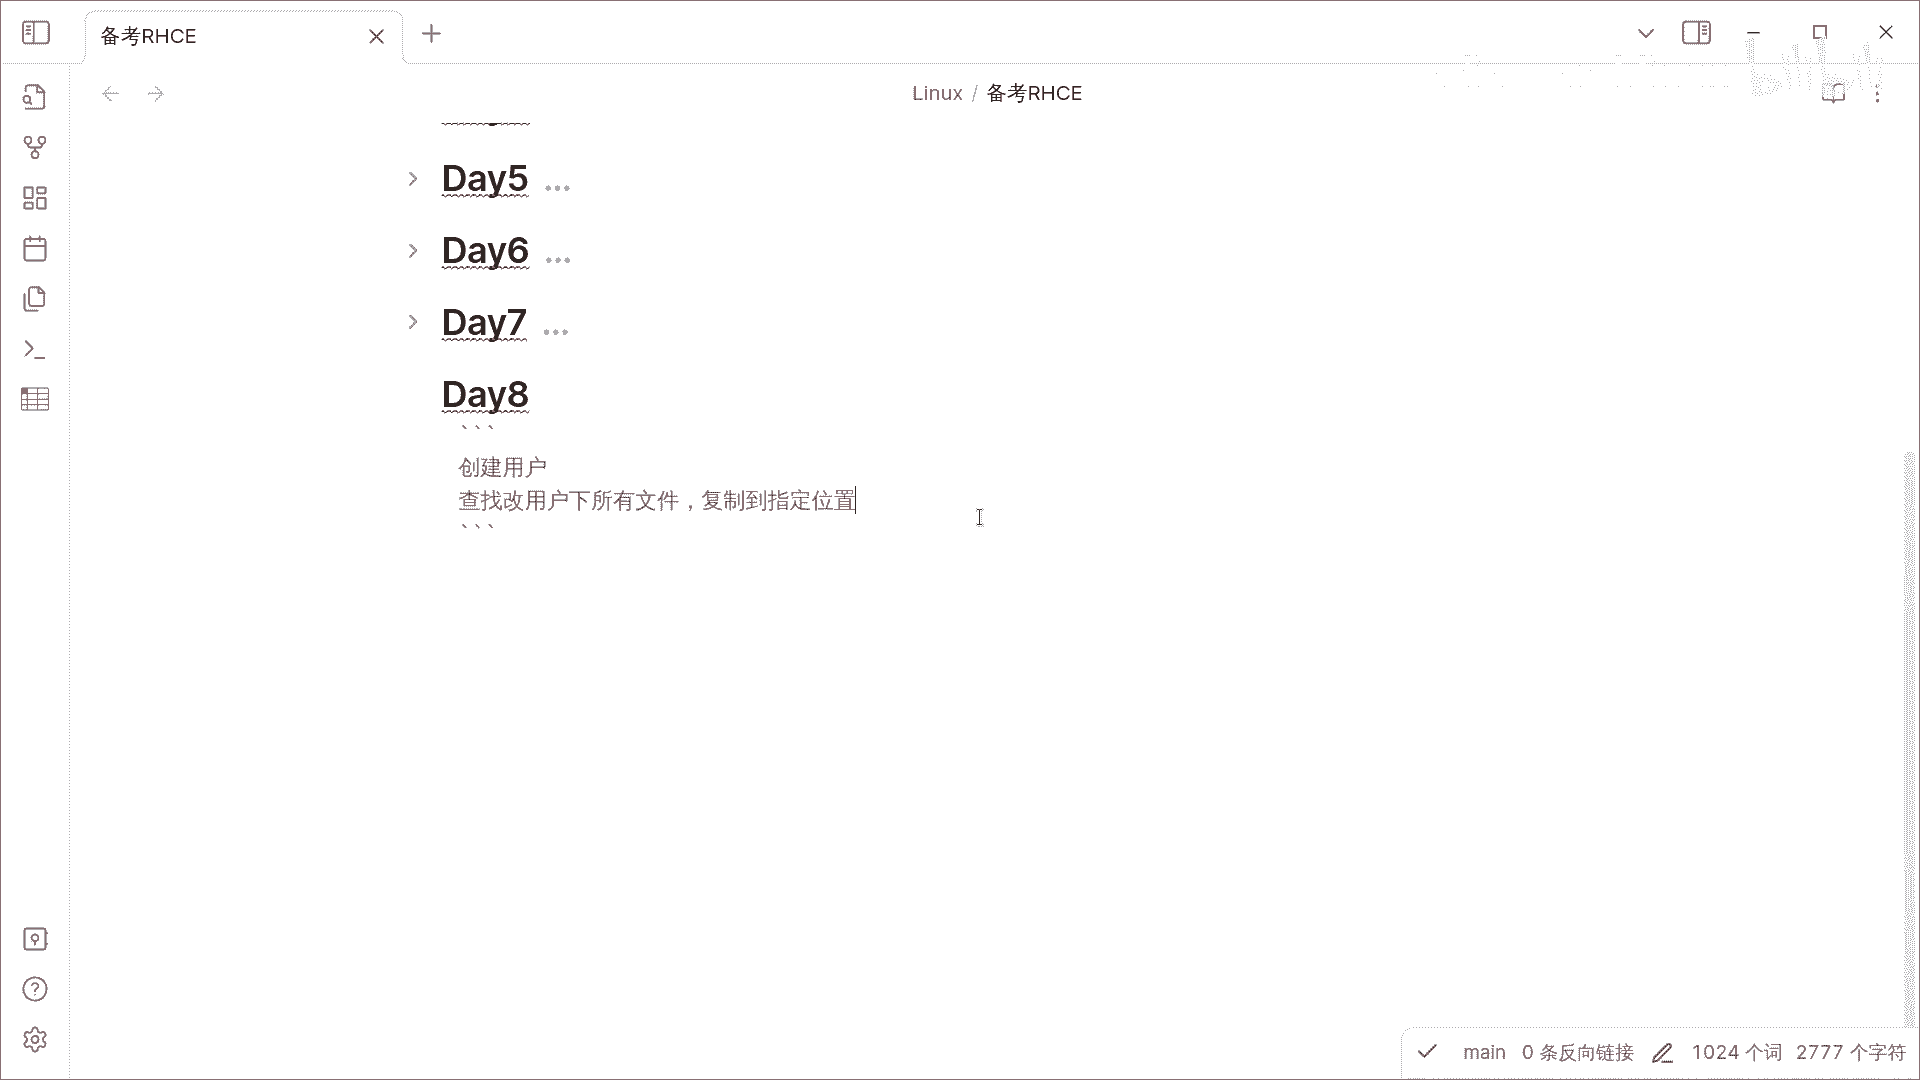 备考RHCE
Linux / 备考RHCE
Day5 ...
Day6 ...
Day7 ...
Day8
```
创建用户
查找改用户下所有文件，复制到指定位置
```
main 0 条反向链接 1024 个词 2777 个字符
bilibili